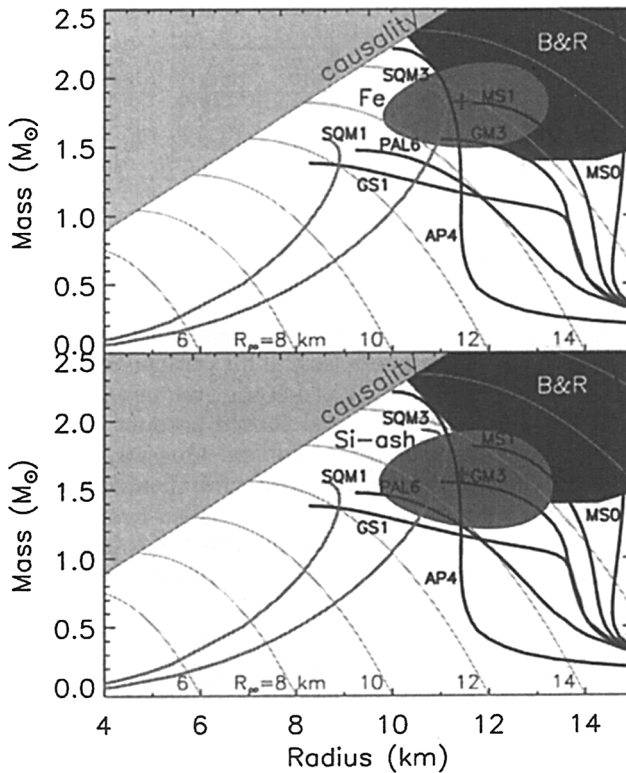 2.5
2.0
1.5
1.0
0.5
0.0
Mass (M⊙)
causality
B&R
SQM3
Fe
MS1
SQM1
PAL6
GM3
GS1
MS0
AP4
6 R∞=8 km 10 12 14
2.5
2.0
1.5
1.0
0.5
0.0
Mass (M⊙)
causality
B&R
SQM3
Si-ash
MS1
SQM1
PAL6
GM3
GS1
MS0
AP4
6 R∞=8 km 10 12 14
4 6 8 10 12 14
Radius (km)